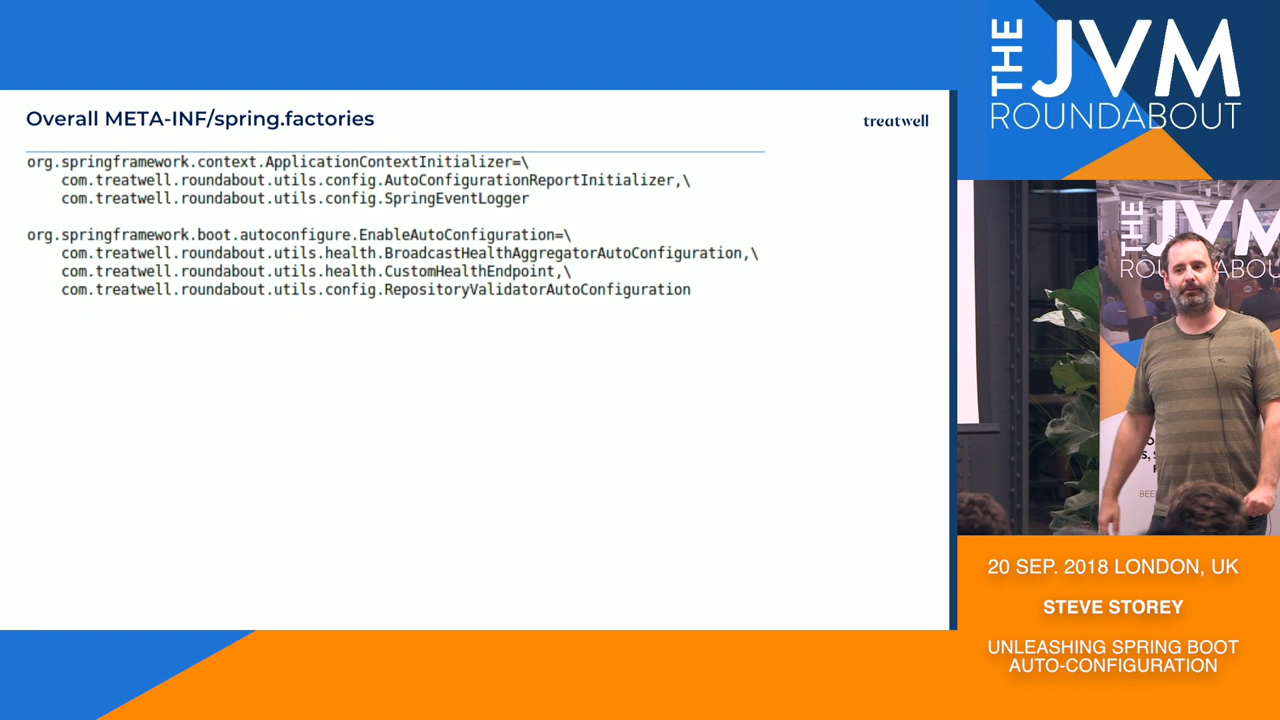 Overall META-INF/spring.factories
treatwell
org.springframework.context.ApplicationContextInitializer=\
com.treatwell.roundabout.utils.config.AutoConfigurationReportInitializer,\
com.treatwell.roundabout.utils.config.SpringEventLogger
org.springframework.boot.autoconfigure.EnableAutoConfiguration=\
com.treatwell.roundabout.utils.health.BroadcastHealthAggregatorAutoConfiguration,\
com.treatwell.roundabout.utils.health.CustomHealthEndpoint,\
com.treatwell.roundabout.utils.config.RepositoryValidatorAutoConfiguration
THE JVM
ROUNDABOUT
THE JVM
20 SEP. 2018 LONDON, UK
STEVE STOREY
UNLEASHING SPRING BOOT
AUTO-CONFIGURATION